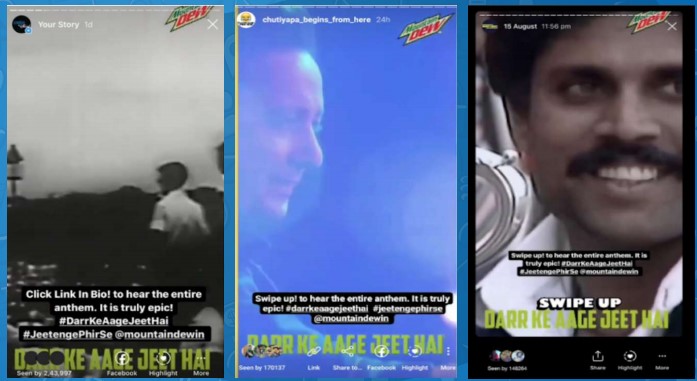 Your Story 1d
Mountain
Dew
Click Link In Bio! to hear the entire
anthem. It is truly epic!
#DarrKeAageJeetHai
#JeetengePhirSe @mountaindewin
KE AAGE JEET HAI
Seen by 2,43,997
Facebook
Highlight
More
chutiyapa_begins_from_here 24h
Mountain
Dew
Swipe up! to hear the entire anthem. It is truly
epic! #darrkeaagejeethai #jeetengephirse
@mountaindewin
DARR KE AAGE JEET HAI
Seen by 170137
Link
Share to...
Facebook
Highlight
More
15 August 11:56 pm
Mountain
Dew
Swipe up! to hear the entire anthem. It is
truly epic! #DarrKeAageJeetHai
#JeetengePhirSe @mountaindewin
SWIPE UP
DARR KE AAGE JEET HAI
Seen by 148264
Share
Highlight
More